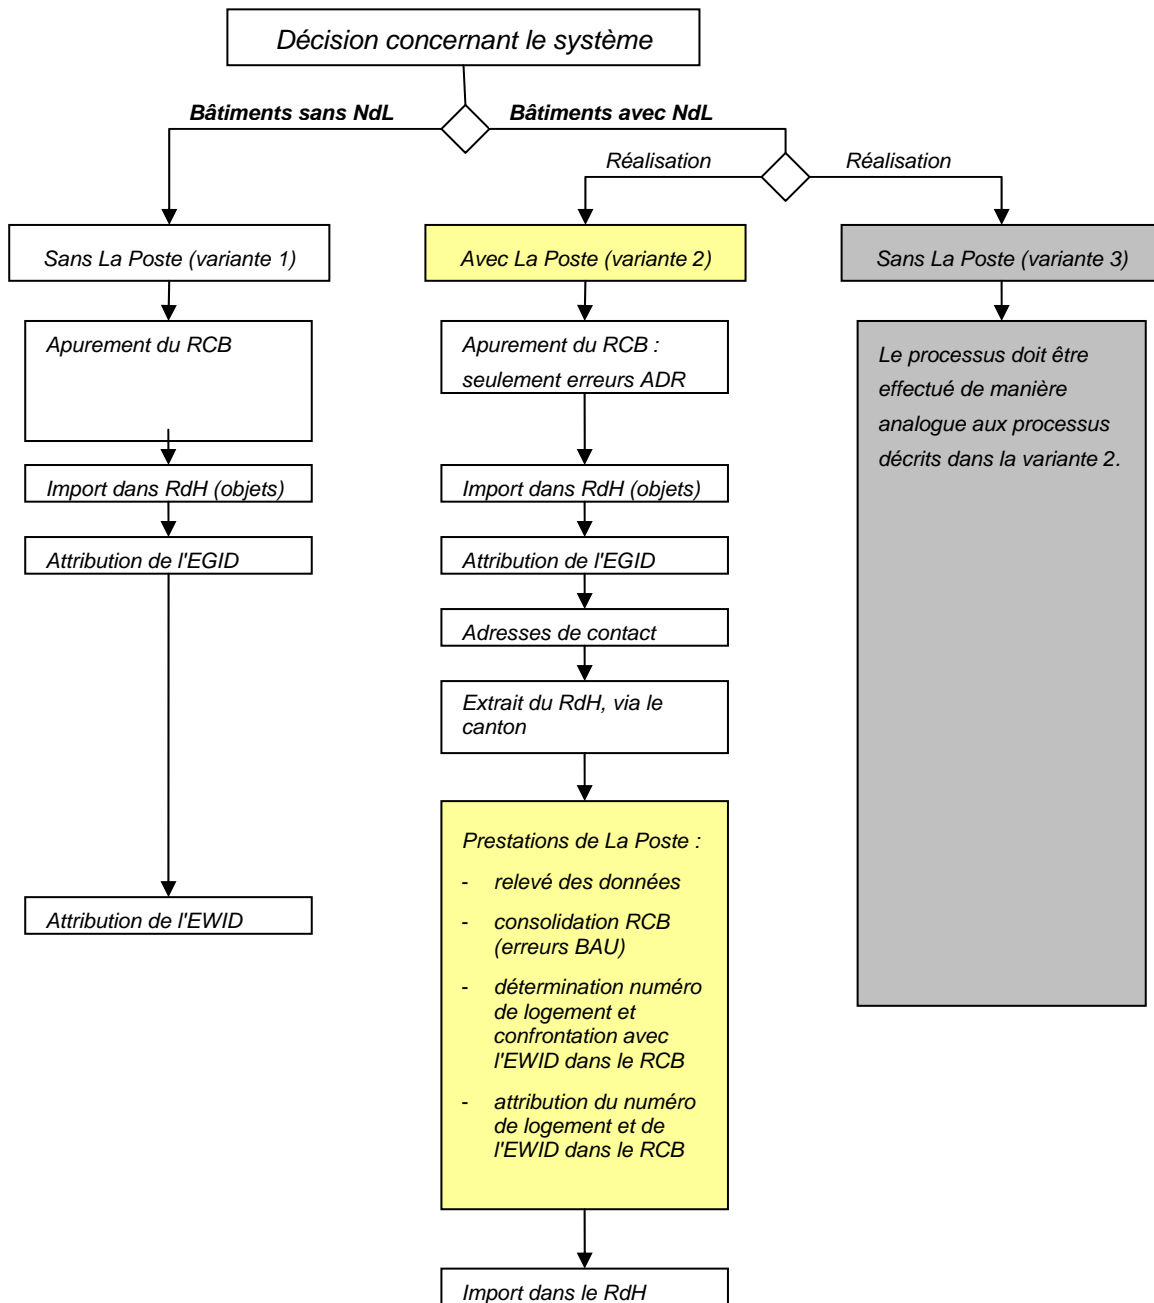 Décision concernant le système
Bâtiments sans NdL
Bâtiments avec NdL
Réalisation
Réalisation
Sans La Poste (variante 1)
Avec La Poste (variante 2)
Sans La Poste (variante 3)
Apurement du RCB
Import dans RdH (objets)
Attribution de l'EGID
Attribution de l'EWID
Apurement du RCB :
seulement erreurs ADR
Import dans RdH (objets)
Attribution de l'EGID
Adresses de contact
Extrait du RdH, via le
canton
Prestations de La Poste :
- relevé des données
- consolidation RCB
(erreurs BAU)
- détermination numéro
de logement et
confrontation avec
l'EWID dans le RCB
- attribution du numéro
de logement et de
l'EWID dans le RCB
Import dans le RdH
Le processus doit être
effectué de manière
analogue aux processus
décrits dans la variante 2.